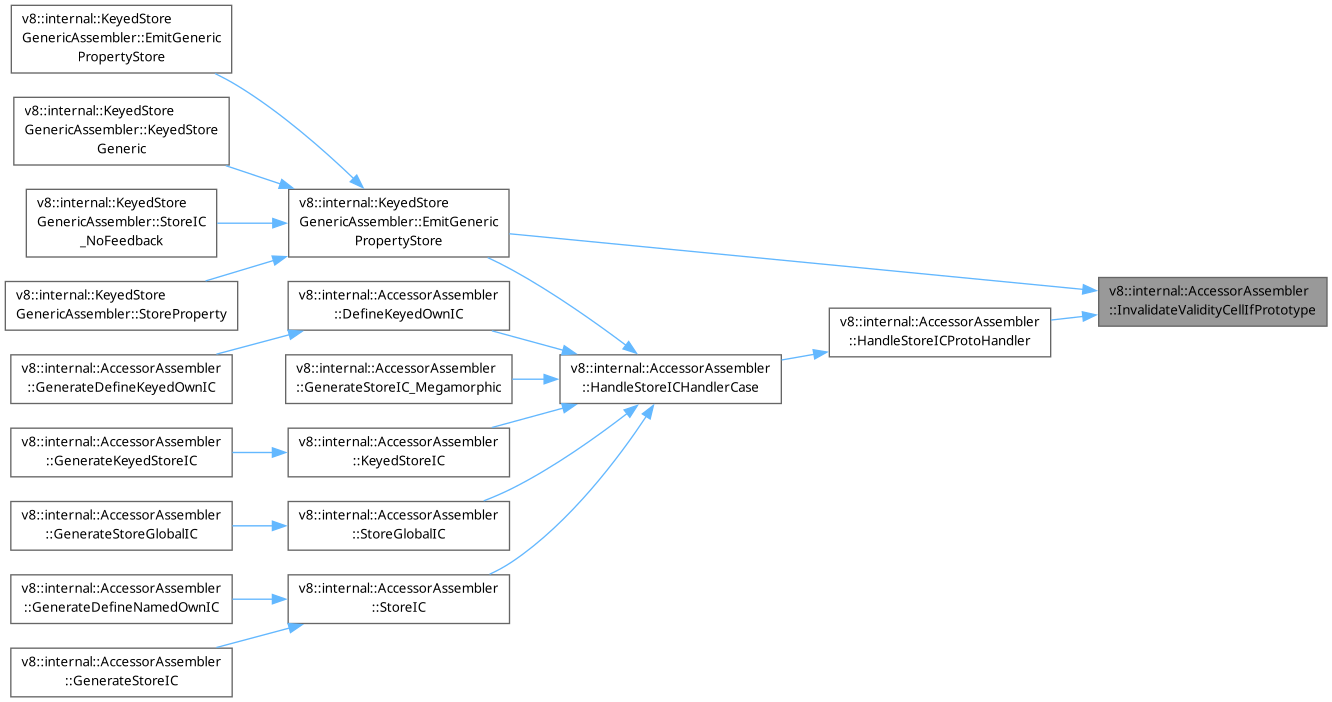 v8::internal::KeyedStore
GenericAssembler::EmitGeneric
PropertyStore
v8::internal::KeyedStore
GenericAssembler::KeyedStore
Generic
v8::internal::KeyedStore
GenericAssembler::StoreIC
_NoFeedback
v8::internal::KeyedStore
GenericAssembler::StoreProperty
v8::internal::AccessorAssembler
::GenerateDefineKeyedOwnIC
v8::internal::AccessorAssembler
::GenerateKeyedStoreIC
v8::internal::AccessorAssembler
::GenerateStoreGlobalIC
v8::internal::AccessorAssembler
::GenerateDefineNamedOwnIC
v8::internal::AccessorAssembler
::GenerateStoreIC
v8::internal::KeyedStore
GenericAssembler::EmitGeneric
PropertyStore
v8::internal::AccessorAssembler
::DefineKeyedOwnIC
v8::internal::AccessorAssembler
::GenerateStoreIC_Megamorphic
v8::internal::AccessorAssembler
::KeyedStoreIC
v8::internal::AccessorAssembler
::StoreGlobalIC
v8::internal::AccessorAssembler
::StoreIC
v8::internal::AccessorAssembler
::HandleStoreICHandlerCase
v8::internal::AccessorAssembler
::HandleStoreICProtoHandler
v8::internal::AccessorAssembler
::InvalidateValidityCellIfPrototype